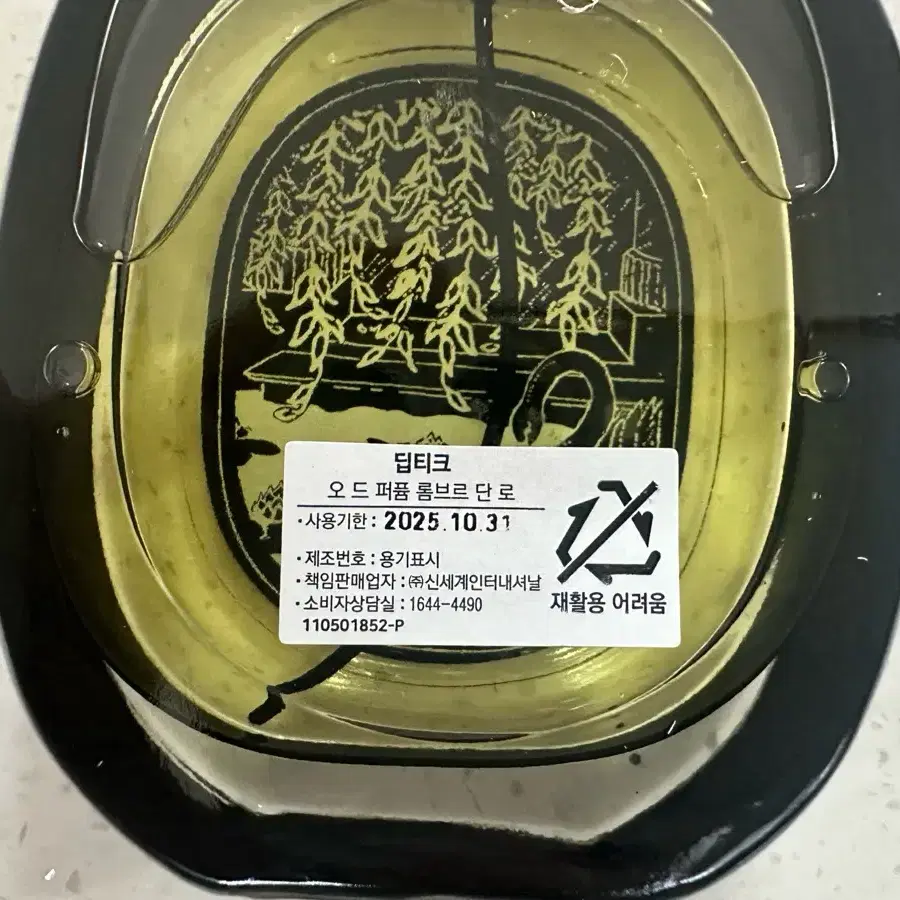 딥티크
오 드 퍼퓸 롬브르 단 로
·사용기한 : 2025.10.31
·제조번호 : 용기표시
·책임판매업자 : ㈜신세계인터내셔날
·소비자상담실 : 1644-4490
110501852-P
재활용 어려움